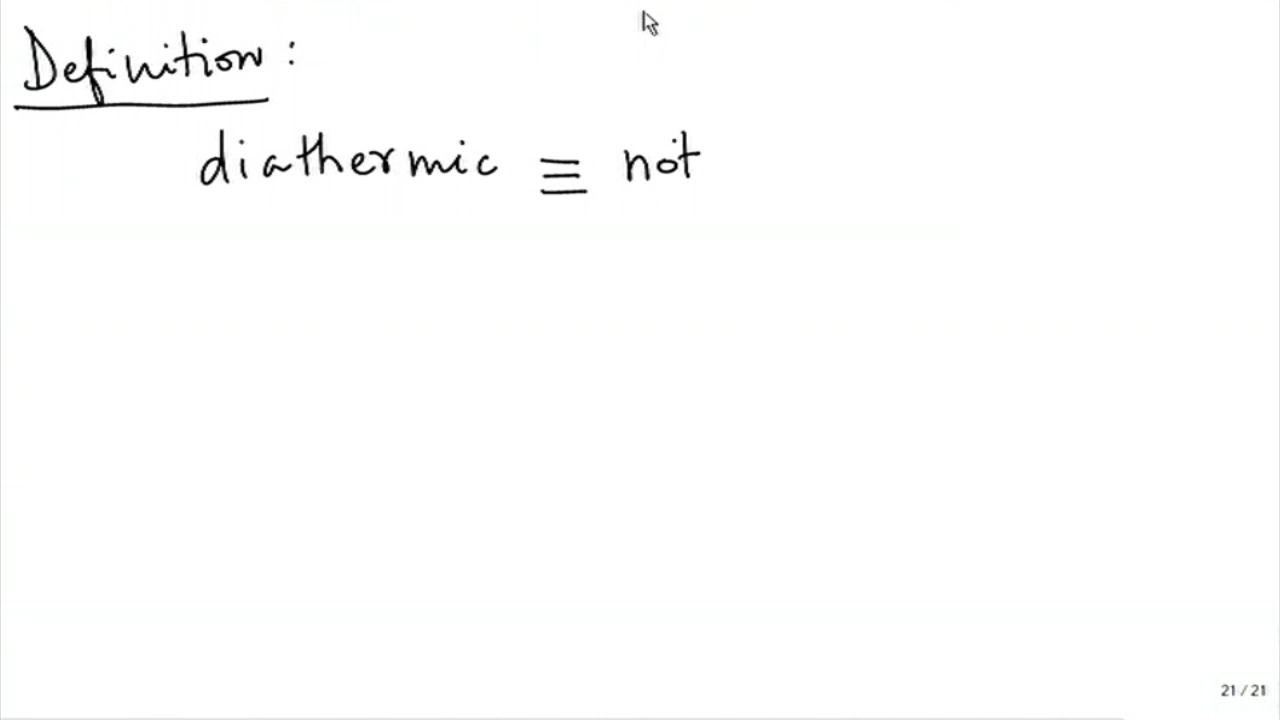 Definition:
diathermic ≡ not
21 / 21